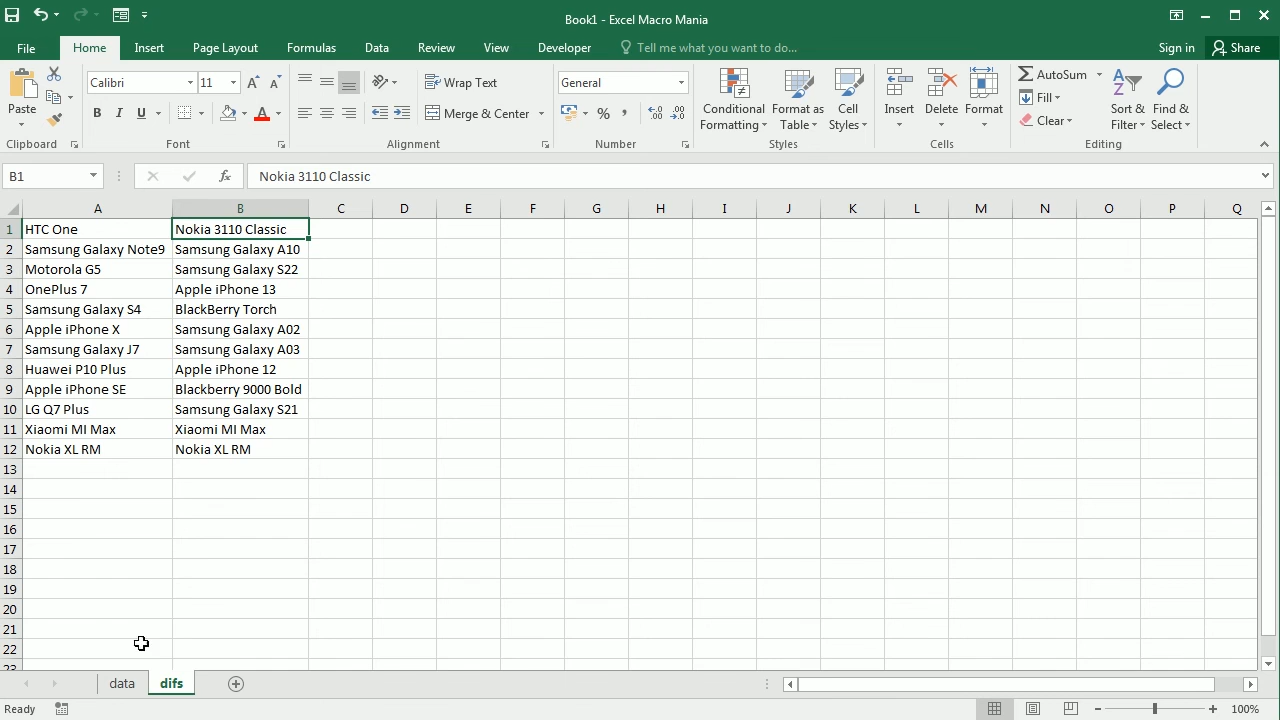 Book1 - Excel Macro Mania
File Home Insert Page Layout Formulas Data Review View Developer Tell me what you want to do... Sign in Share
Paste
Clipboard
Calibri 11
B I U
Font
Wrap Text
Merge & Center
Alignment
General
% ,
Number
Conditional Formatting
Format as Table
Cell Styles
Styles
Insert Delete Format
Cells
AutoSum
Fill
Clear
Sort & Filter
Find & Select
Editing
B1 fx Nokia 3110 Classic
A B C D E F G H I J K L M N O P Q
1 HTC One Nokia 3110 Classic
2 Samsung Galaxy Note9 Samsung Galaxy A10
3 Motorola G5 Samsung Galaxy S22
4 OnePlus 7 Apple iPhone 13
5 Samsung Galaxy S4 BlackBerry Torch
6 Apple iPhone X Samsung Galaxy A02
7 Samsung Galaxy J7 Samsung Galaxy A03
8 Huawei P10 Plus Apple iPhone 12
9 Apple iPhone SE Blackberry 9000 Bold
10 LG Q7 Plus Samsung Galaxy S21
11 Xiaomi MI Max Xiaomi MI Max
12 Nokia XL RM Nokia XL RM
13
14
15
16
17
18
19
20
21
22
23
data difs
Ready 100%